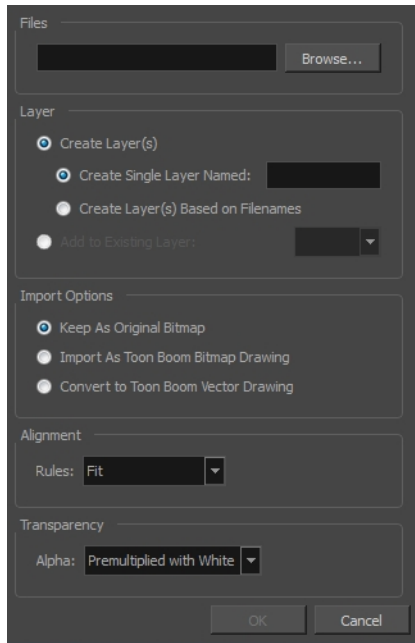 Files
Browse...
Layer
Create Layer(s)
Create Single Layer Named:
Create Layer(s) Based on Filenames
Add to Existing Layer:
Import Options
Keep As Original Bitmap
Import As Toon Boom Bitmap Drawing
Convert to Toon Boom Vector Drawing
Alignment
Rules: Fit
Transparency
Alpha: Premultiplied with White
OK Cancel